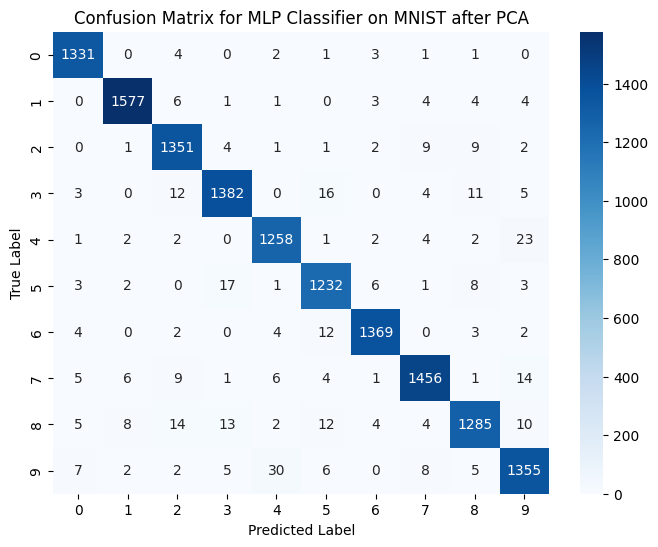 Confusion Matrix for MLP Classifier on MNIST after PCA
True Label
0 1331 0 4 0 2 1 3 1 1 0
1 0 1577 6 1 1 0 3 4 4 4
2 0 1 1351 4 1 1 2 9 9 2
3 3 0 12 1382 0 16 0 4 11 5
4 1 2 2 0 1258 1 2 4 2 23
5 3 2 0 17 1 1232 6 1 8 3
6 4 0 2 0 4 12 1369 0 3 2
7 5 6 9 1 6 4 1 1456 1 14
8 5 8 14 13 2 12 4 4 1285 10
9 7 2 2 5 30 6 0 8 5 1355
0 1 2 3 4 5 6 7 8 9
Predicted Label
1400
1200
1000
800
600
400
200
0